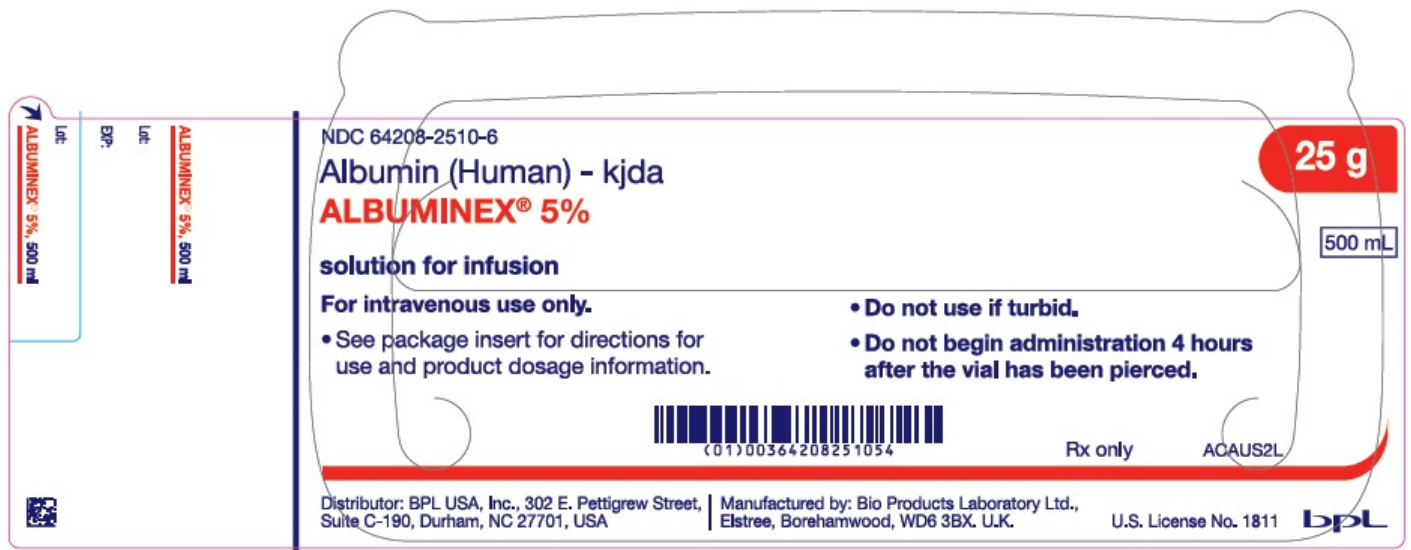 ALBUMINEX® 5%, 500 ml
Lot:
EXP:
Lot:
ALBUMINEX® 5%, 500 ml
NDC 64208-2510-6
Albumin (Human) - kjda
ALBUMINEX® 5%
25 g
500 mL
solution for infusion
For intravenous use only.
• See package insert for directions for
use and product dosage information.
• Do not use if turbid.
• Do not begin administration 4 hours
after the vial has been pierced.
(01)00364208251054
Rx only
ACAUS2L
Distributor: BPL USA, Inc., 302 E. Pettigrew Street,
Suite C-190, Durham, NC 27701, USA
Manufactured by: Bio Products Laboratory Ltd.,
Elstree, Borehamwood, WD6 3BX. U.K.
U.S. License No. 1811
bpl